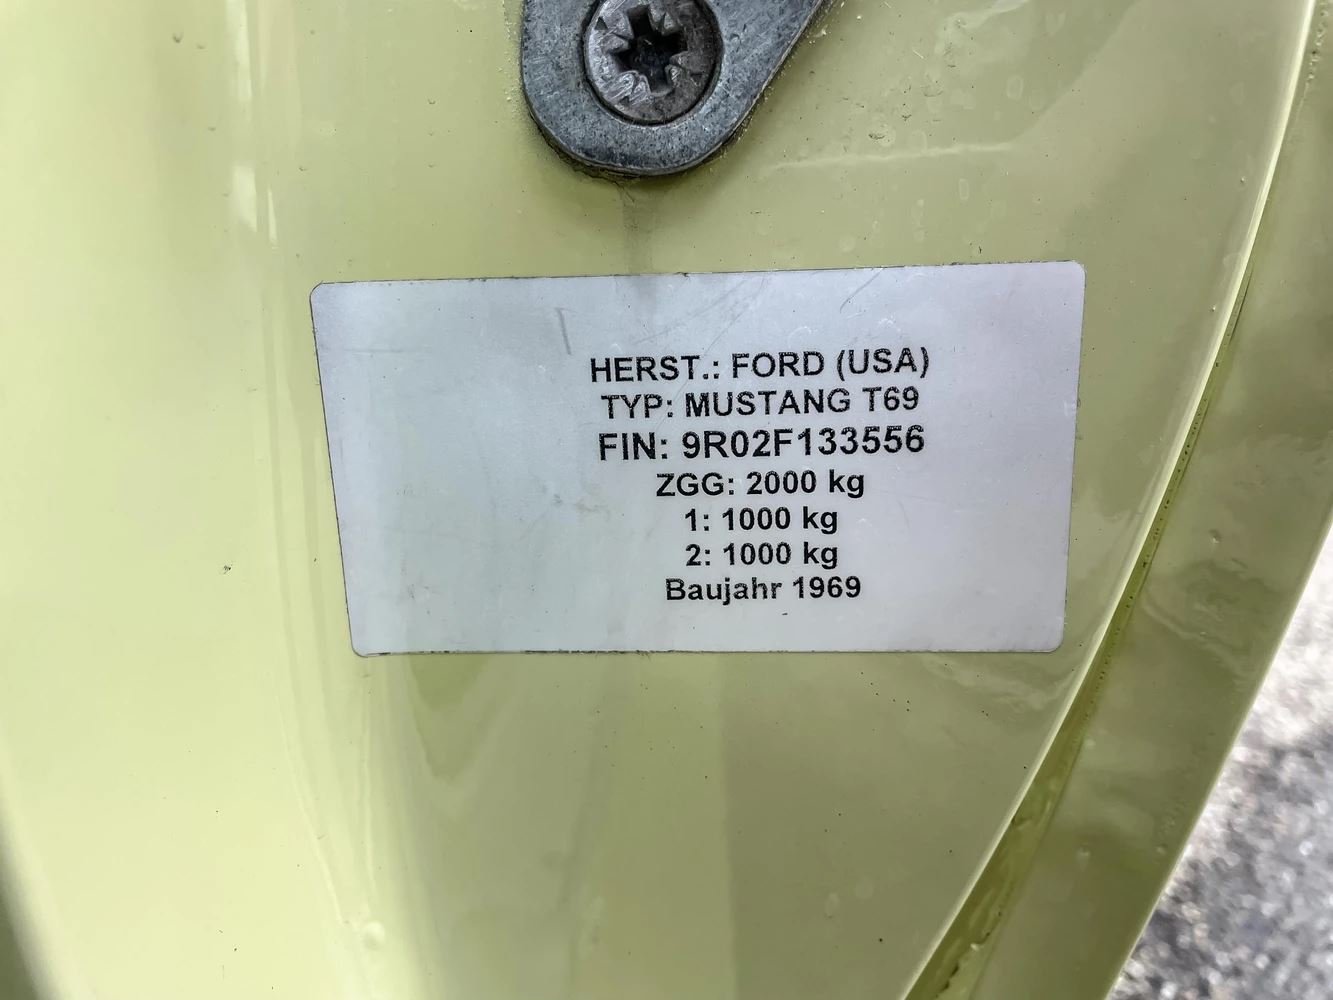 HERST.: FORD (USA)
TYP: MUSTANG T69
FIN: 9R02F133556
ZGG: 2000 kg
1: 1000 kg
2: 1000 kg
Baujahr 1969